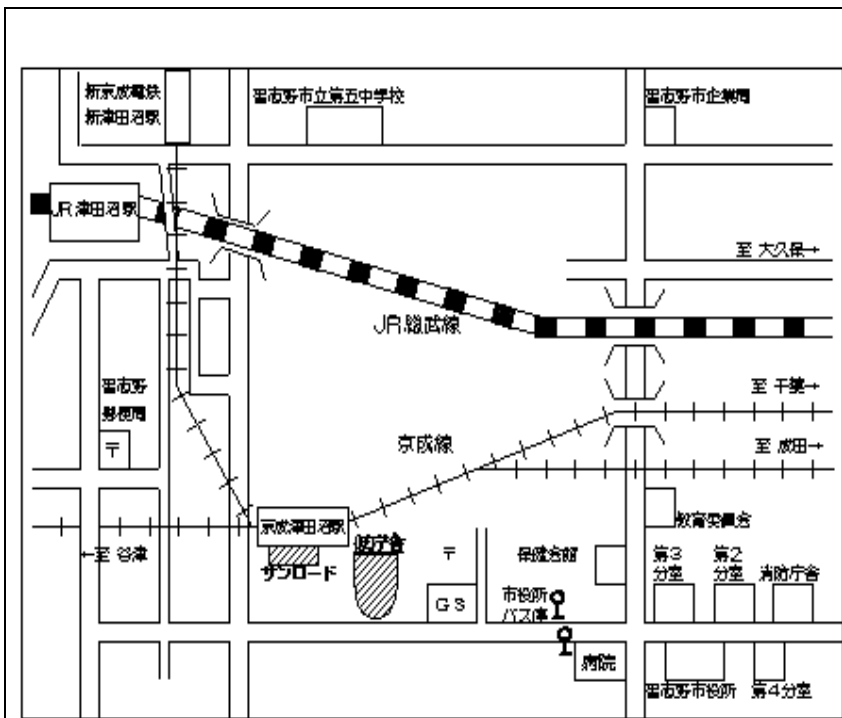 新京成電鉄
新津田沼駅
習志野市立第五中学校
習志野市企業局
JR津田沼駅
至 大久保→
JR総武線
習志野
郵便局
〒
至 千葉→
京成線
至 成田→
京成津田沼駅
教育委員会
←至 谷津
サンロード
仮庁舎
〒
GS
保健会館
市役所
バス停
第3
分室
第2
分室
消防庁舎
病院
習志野市役所
第4分室